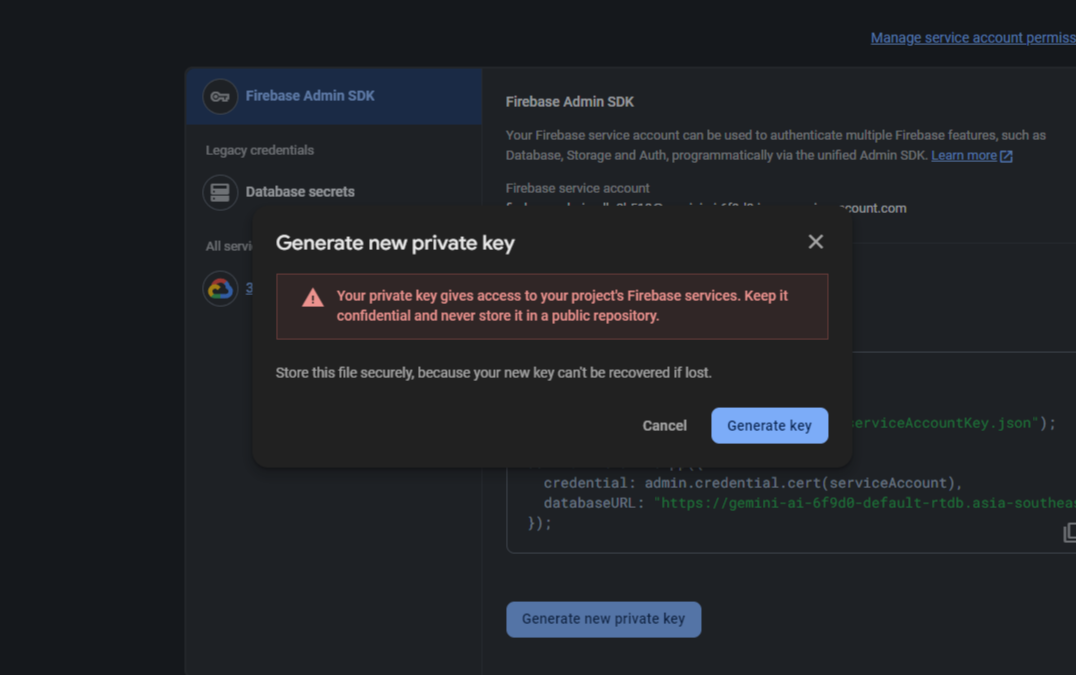 Manage service account permiss
Firebase Admin SDK
Legacy credentials
Database secrets
All servi
3
Firebase Admin SDK
Your Firebase service account can be used to authenticate multiple Firebase features, such as
Database, Storage and Auth, programmatically via the unified Admin SDK. Learn more
Firebase service account
ccount.com
Generate new private key
Your private key gives access to your project's Firebase services. Keep it
confidential and never store it in a public repository.
Store this file securely, because your new key can't be recovered if lost.
Cancel
Generate key
serviceAccountKey.json");
credential: admin.credential.cert(serviceAccount),
databaseURL: "https://gemini-ai-6f9d0-default-rtdb.asia-southeas
});
Generate new private key